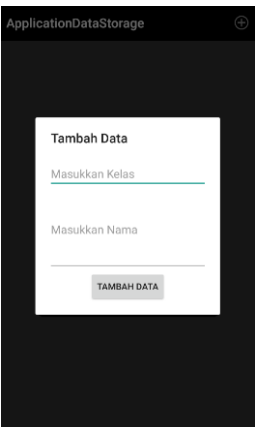 ApplicationDataStorage
Tambah Data
Masukkan Kelas
Masukkan Nama
TAMBAH DATA